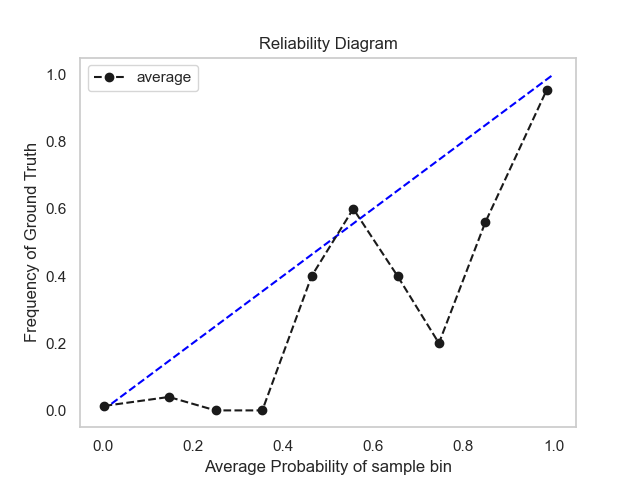 Reliability Diagram
average
Frequency of Ground Truth
1.0
0.8
0.6
0.4
0.2
0.0
0.0 0.2 0.4 0.6 0.8 1.0
Average Probability of sample bin